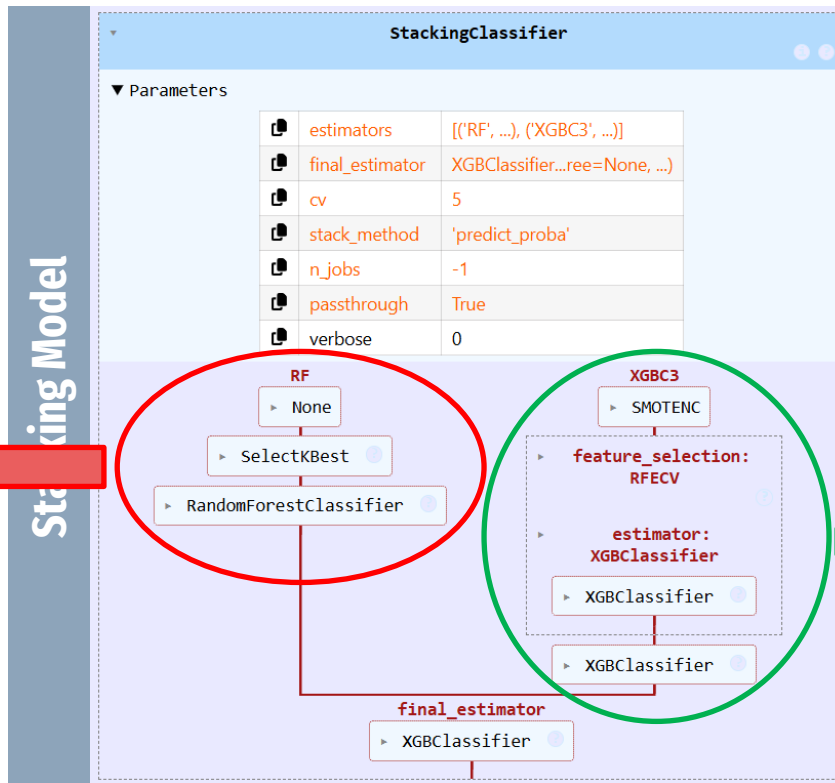 Stacking Model
StackingClassifier
Parameters
estimators [('RF', ...), ('XGBC3', ...)]
final_estimator XGBClassifier...ree=None, ...)
cv 5
stack_method 'predict_proba'
n_jobs -1
passthrough True
verbose 0
RF
None
SelectKBest
RandomForestClassifier
XGBC3
SMOTENC
feature_selection:
RFECV
estimator:
XGBClassifier
XGBClassifier
XGBClassifier
final_estimator
XGBClassifier